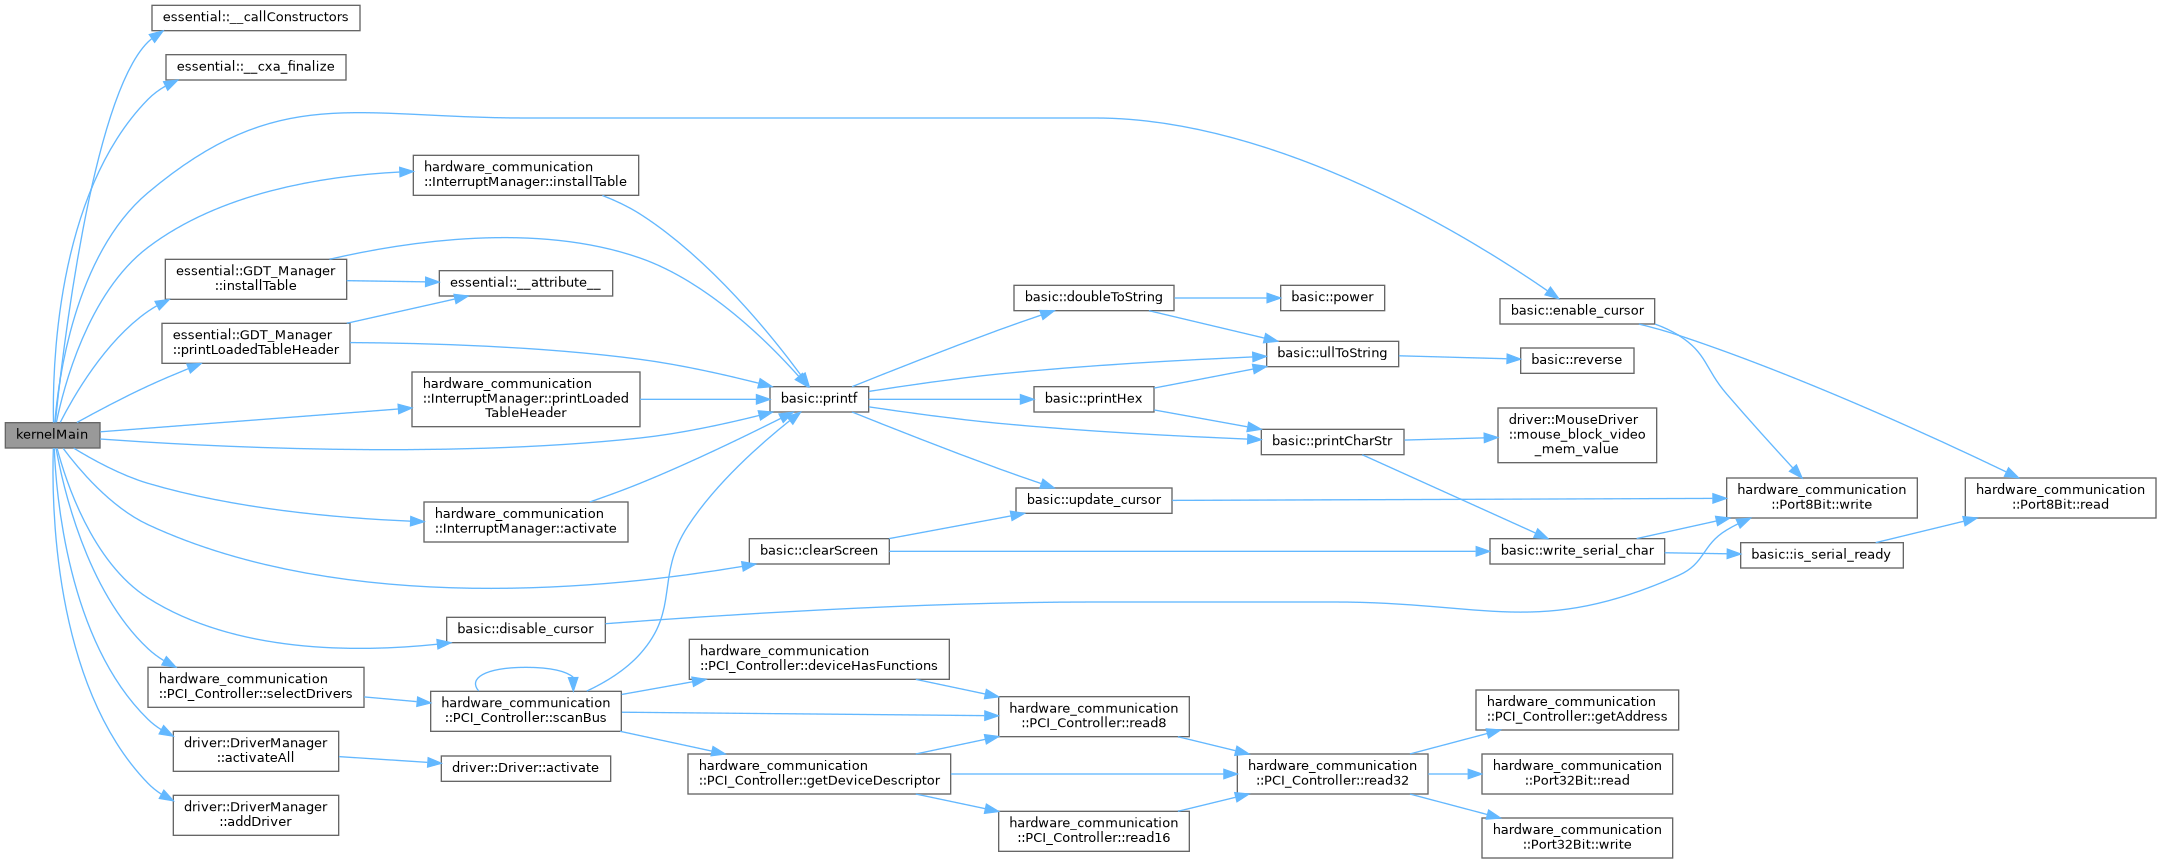 essential::__callConstructors
essential::__cxa_finalize
hardware_communication
::InterruptManager::installTable
essential::GDT_Manager
::installTable
essential::__attribute__
essential::GDT_Manager
::printLoadedTableHeader
hardware_communication
::InterruptManager::printLoaded
TableHeader
kernelMain
basic::printf
basic::doubleToString
basic::power
basic::enable_cursor
basic::ullToString
basic::reverse
basic::printHex
basic::printCharStr
driver::MouseDriver
::mouse_block_video
_mem_value
basic::update_cursor
hardware_communication
::Port8Bit::write
hardware_communication
::Port8Bit::read
hardware_communication
::InterruptManager::activate
basic::clearScreen
basic::write_serial_char
basic::is_serial_ready
basic::disable_cursor
hardware_communication
::PCI_Controller::selectDrivers
hardware_communication
::PCI_Controller::scanBus
hardware_communication
::PCI_Controller::deviceHasFunctions
hardware_communication
::PCI_Controller::read8
hardware_communication
::PCI_Controller::getAddress
driver::DriverManager
::activateAll
driver::Driver::activate
hardware_communication
::PCI_Controller::getDeviceDescriptor
hardware_communication
::PCI_Controller::read32
hardware_communication
::Port32Bit::read
driver::DriverManager
::addDriver
hardware_communication
::PCI_Controller::read16
hardware_communication
::Port32Bit::write